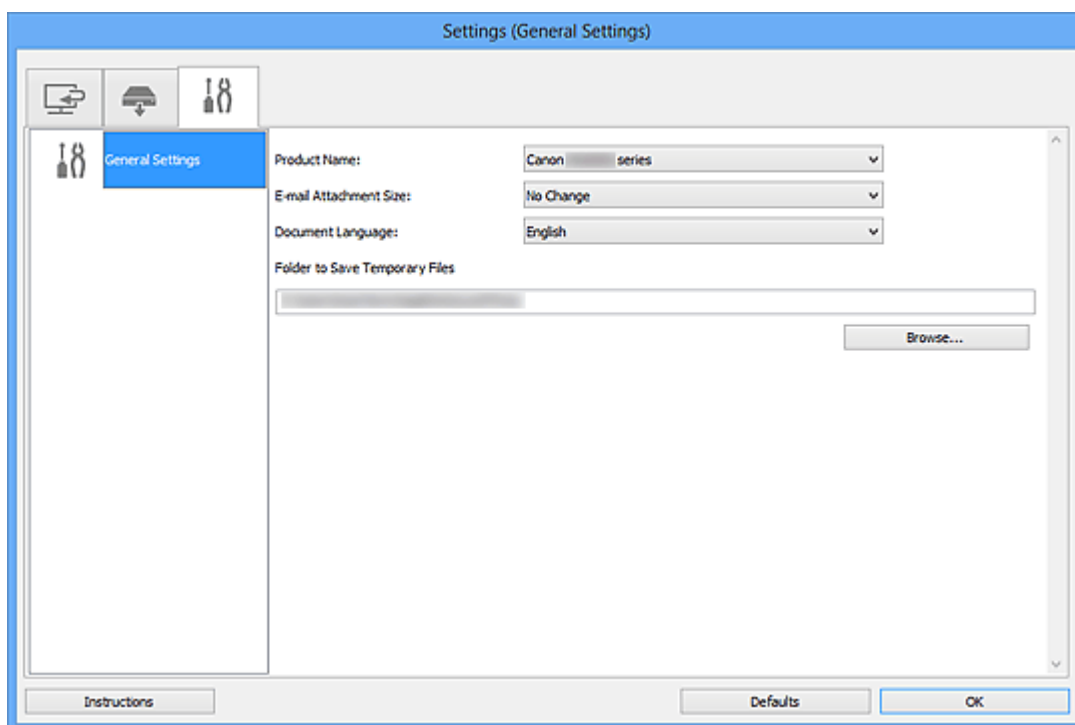 Settings (General Settings)
General Settings
Product Name:
Canon series
E-mail Attachment Size:
No Change
Document Language:
English
Folder to Save Temporary Files
Browse...
Instructions
Defaults
OK